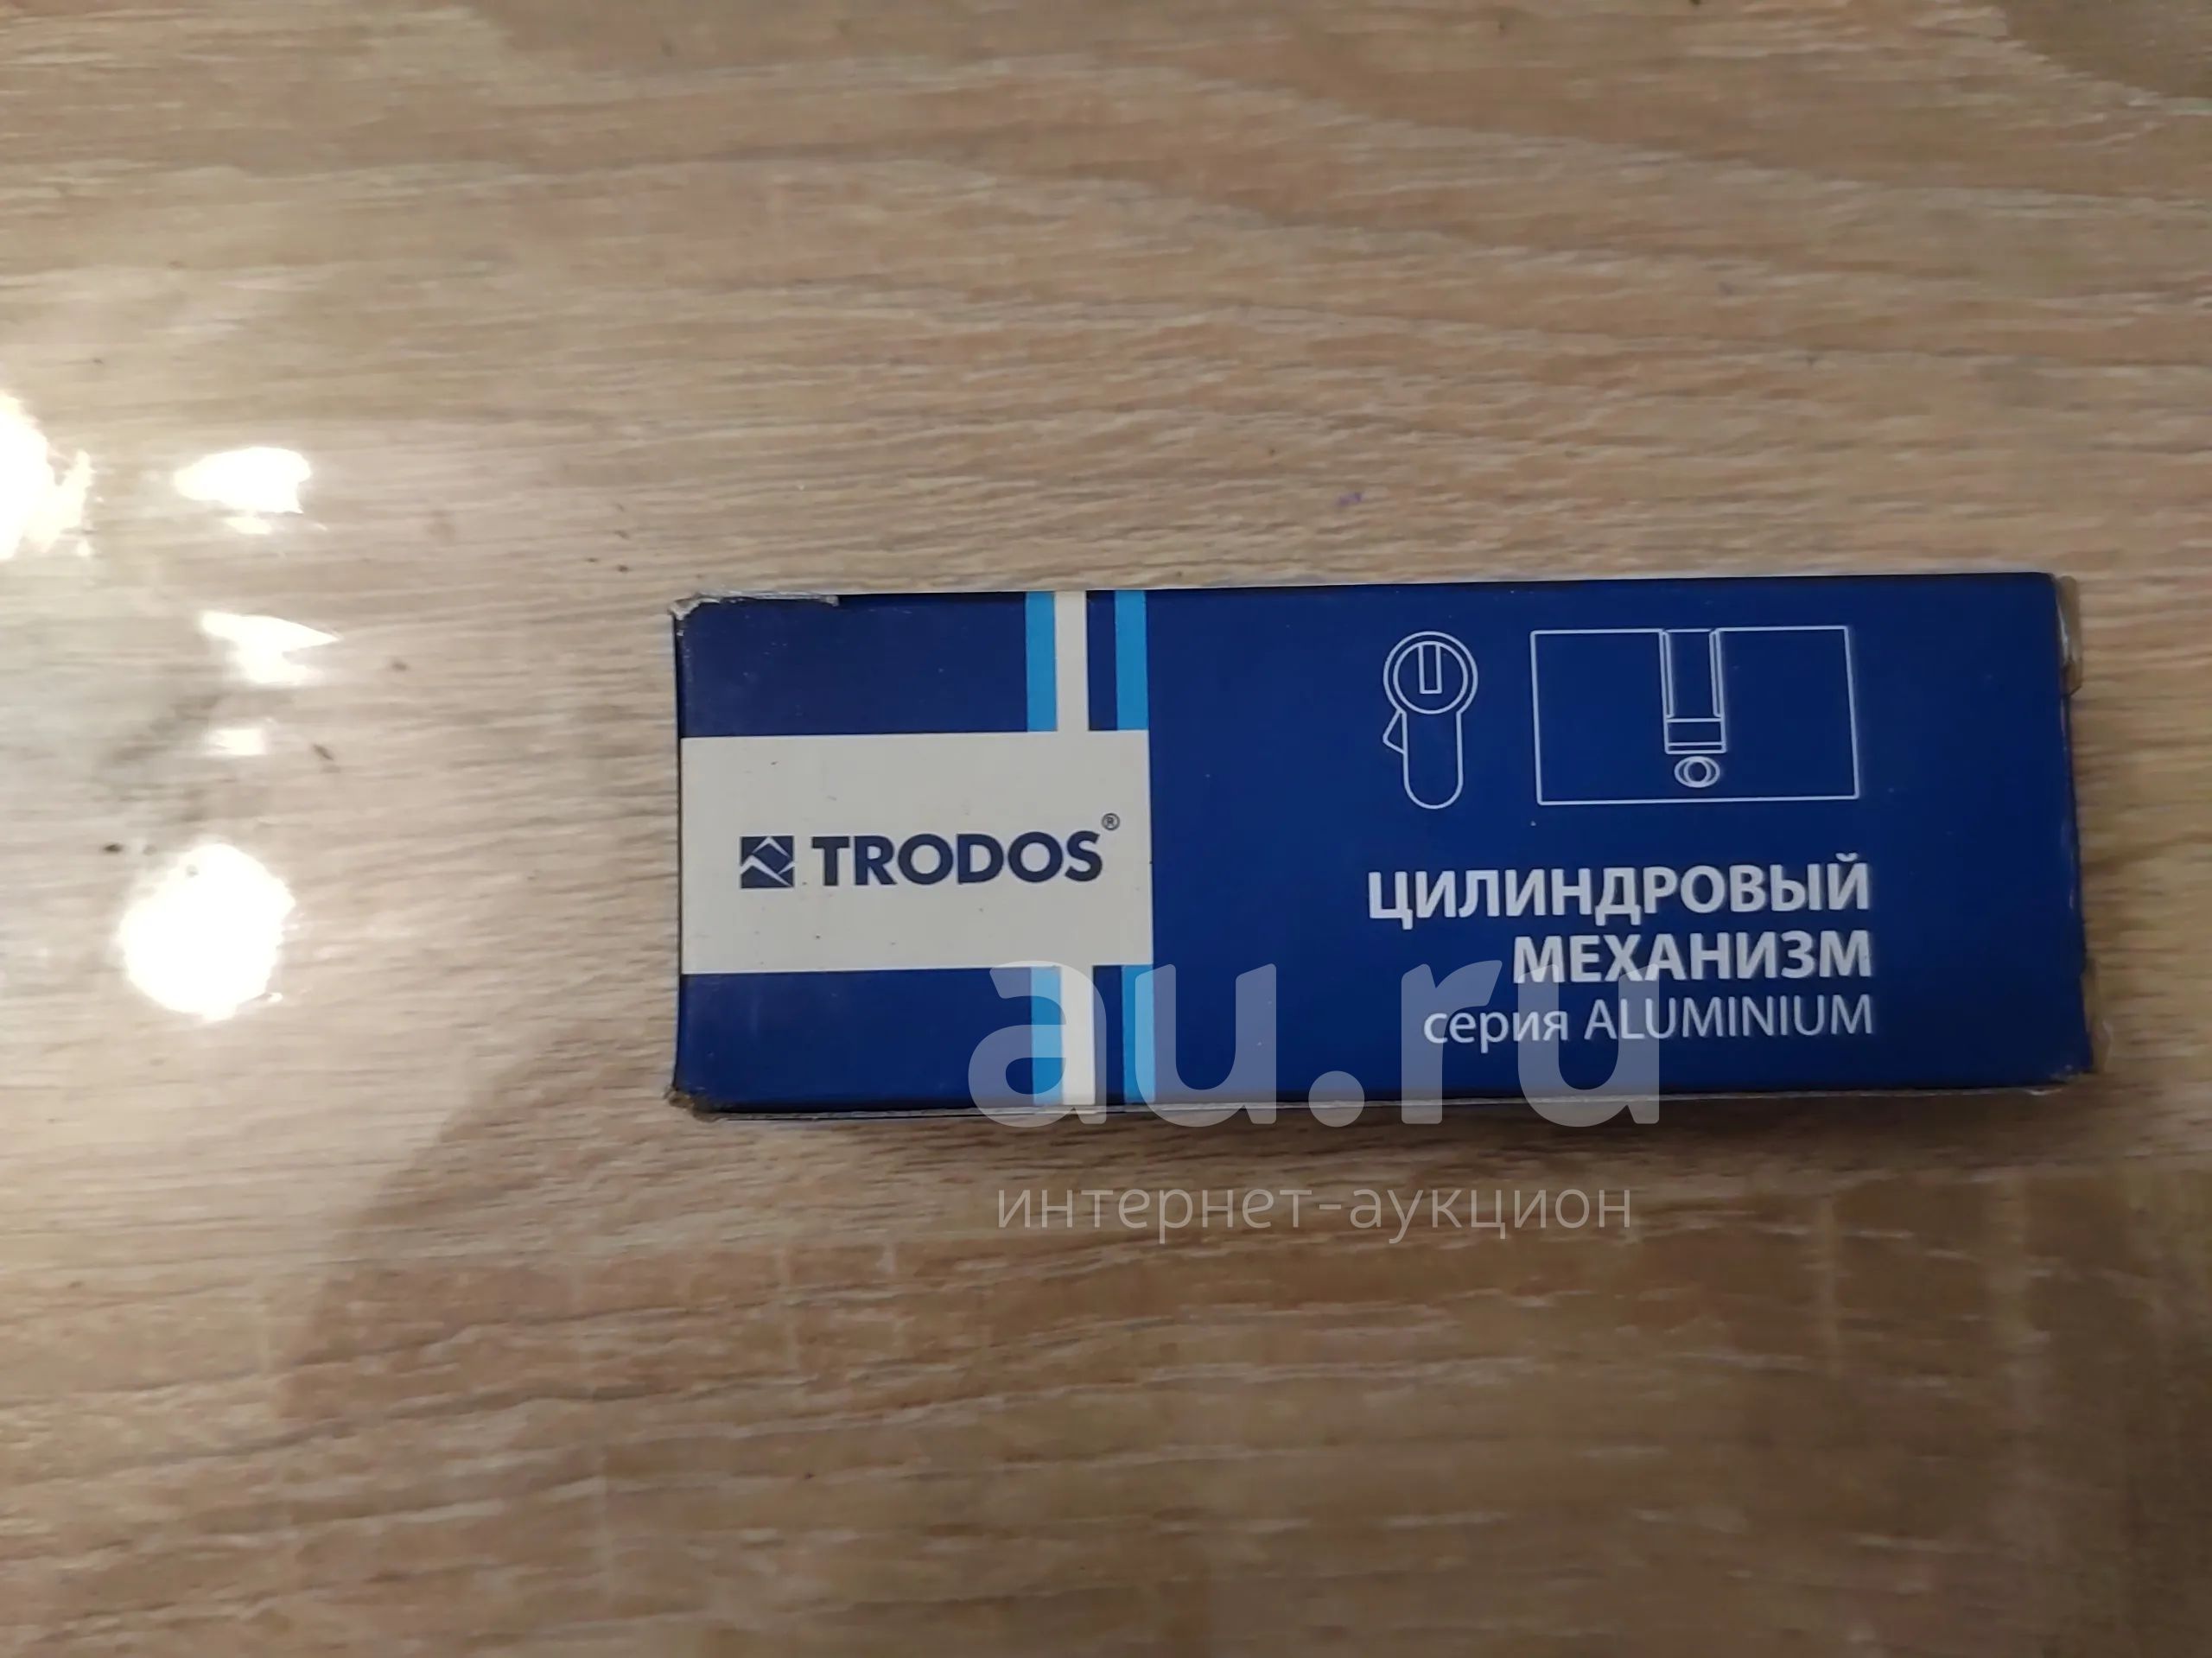 TRODOS®
ЦИЛИНДРОВЫЙ
МЕХАНИЗМ
серия ALUMINIUM
au.ru
интернет-аукцион